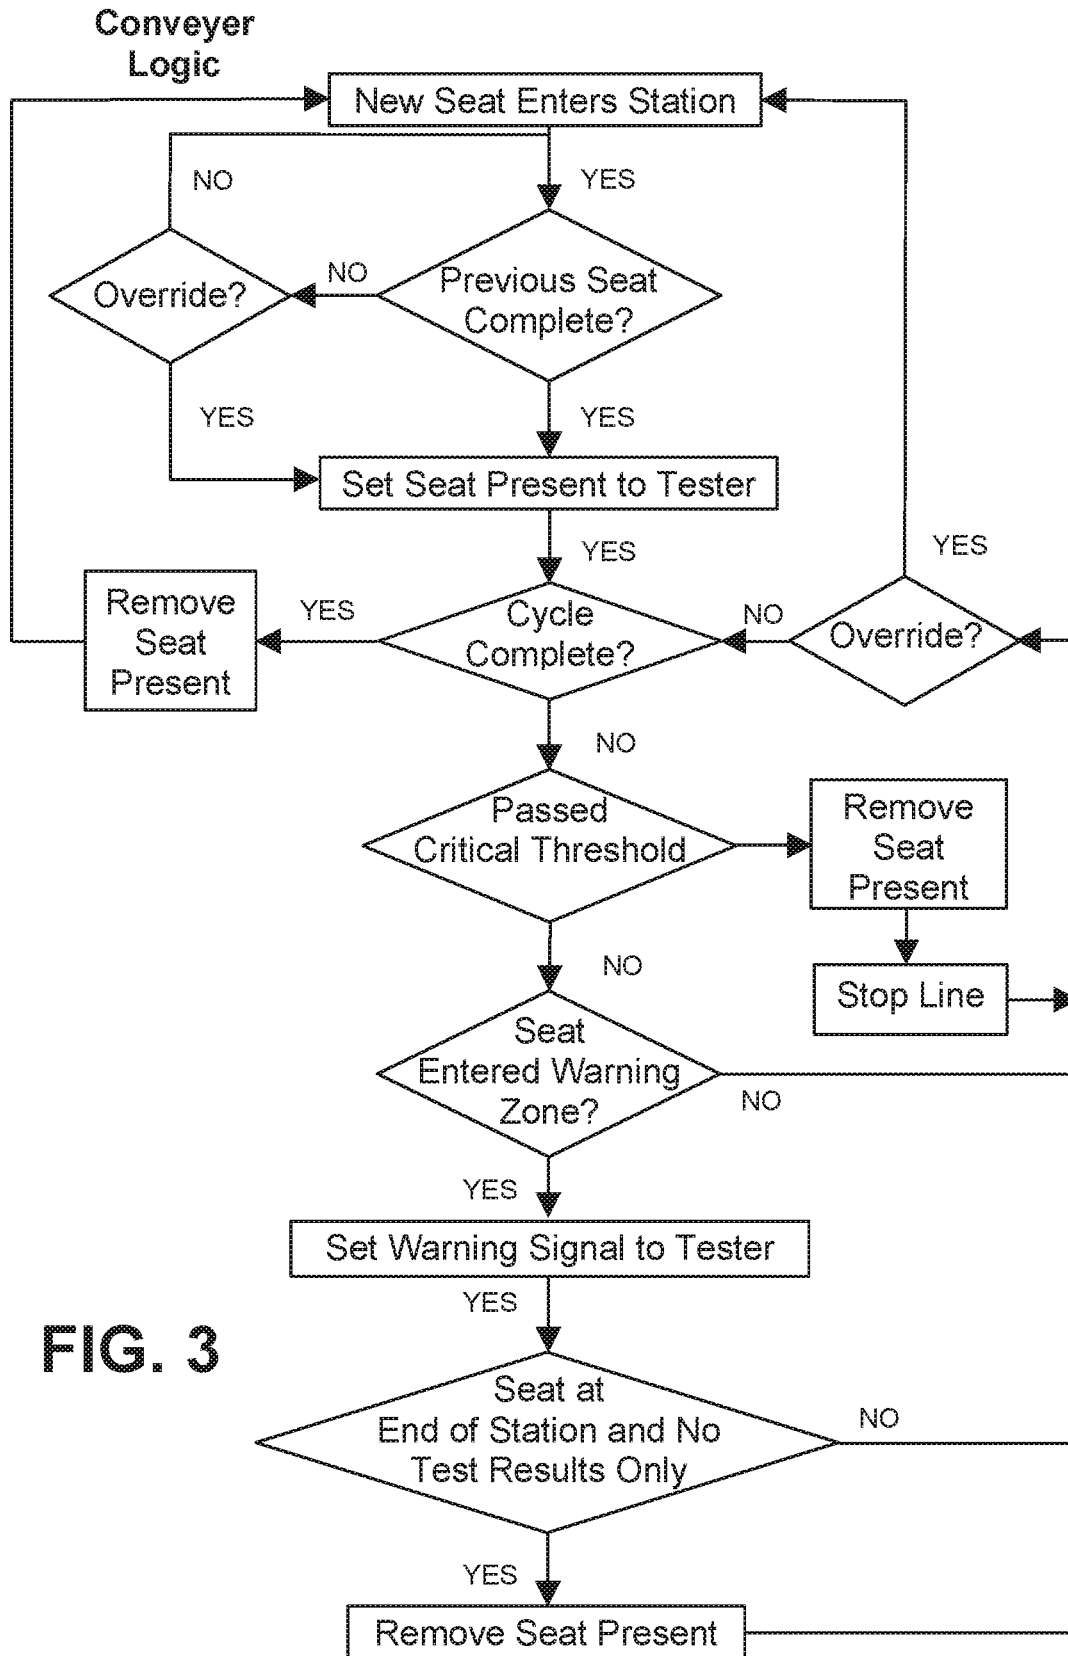 Conveyer
Logic
New Seat Enters Station
NO
YES
Override?
NO
Previous Seat
Complete?
YES
YES
Set Seat Present to Tester
YES
YES
Remove
Seat
Present
YES
Cycle
Complete?
NO
Override?
NO
Passed
Critical Threshold
Remove
Seat
Present
NO
Stop Line
Seat
Entered Warning
Zone?
NO
YES
Set Warning Signal to Tester
YES
FIG. 3
Seat at
End of Station and No
Test Results Only
NO
YES
Remove Seat Present